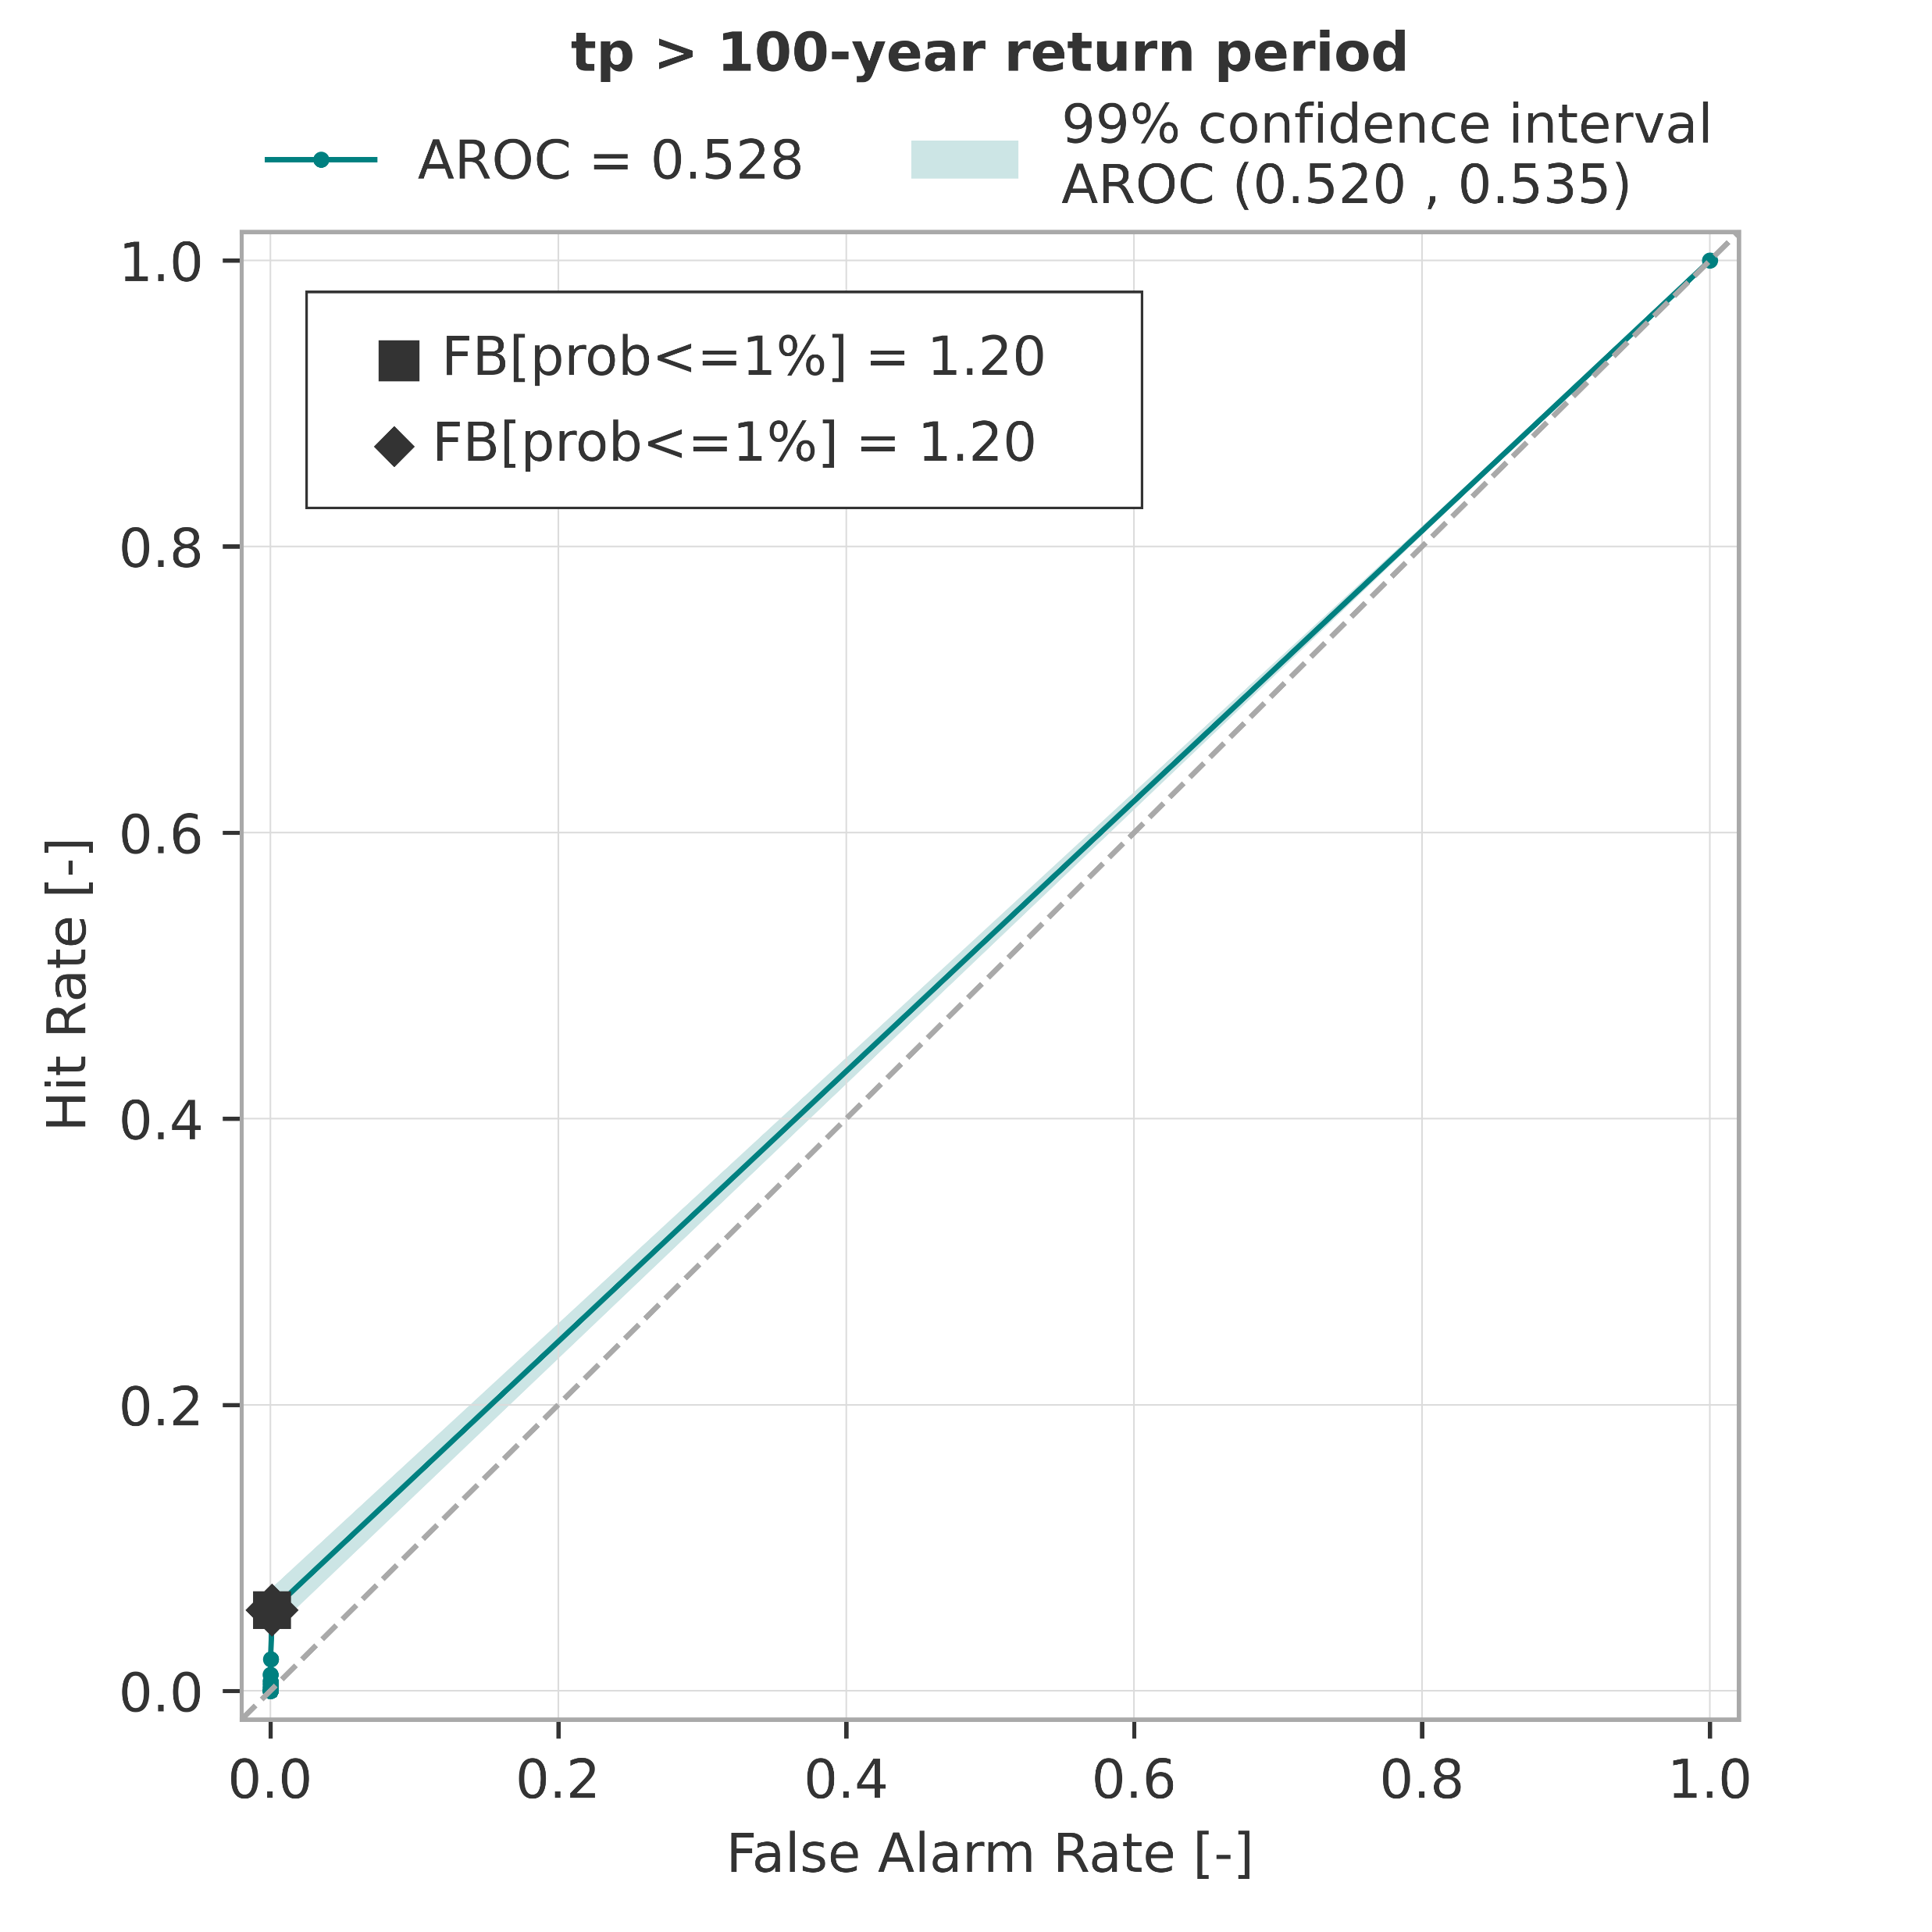 tp > 100-year return period
AROC = 0.528
99% confidence interval
AROC (0.520 , 0.535)
1.0
FB[prob<=1%] = 1.20
FB[prob<=1%] = 1.20
0.8
0.6
Hit Rate [-]
0.4
0.2
0.0
0.0 0.2 0.4 0.6 0.8 1.0
False Alarm Rate [-]